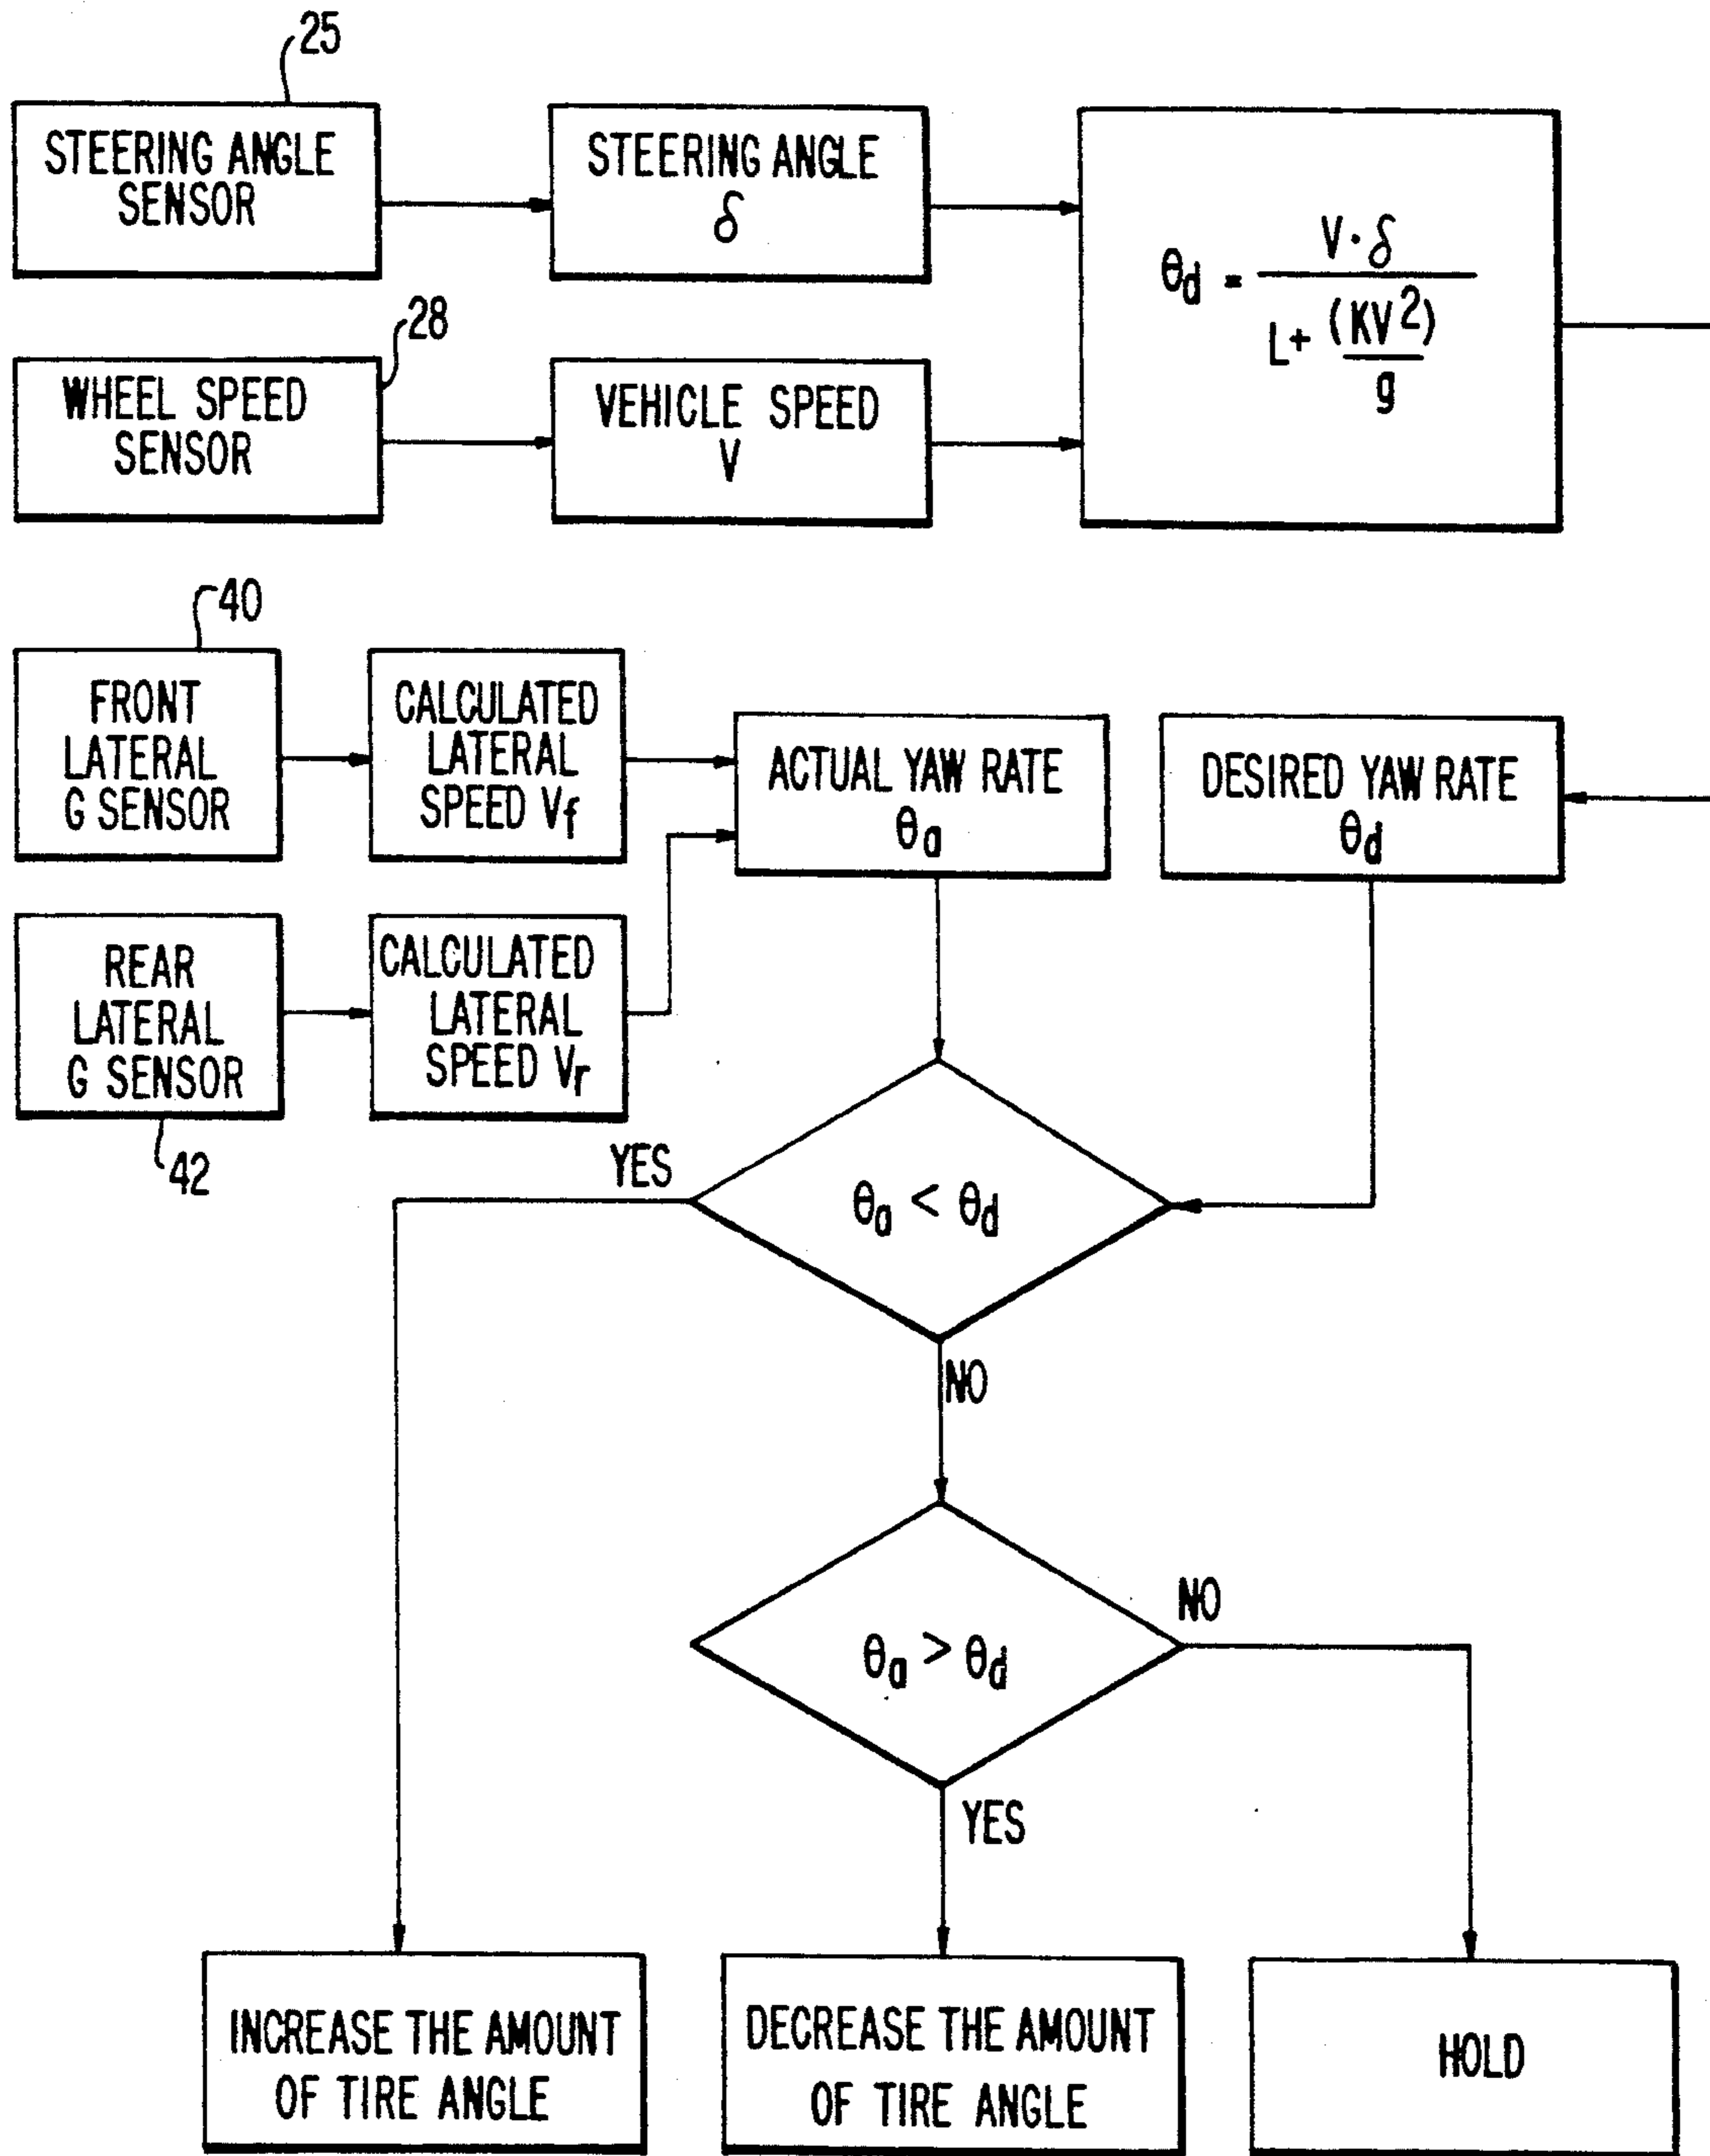 25
STEERING ANGLE
SENSOR
STEERING ANGLE
δ
θd = V·δ / L+ (KV²)/g
28
WHEEL SPEED
SENSOR
VEHICLE SPEED
V
40
FRONT
LATERAL
G SENSOR
CALCULATED
LATERAL
SPEED Vf
ACTUAL YAW RATE
θa
DESIRED YAW RATE
θd
REAR
LATERAL
G SENSOR
42
CALCULATED
LATERAL
SPEED Vr
YES
θa < θd
NO
θa > θd
NO
YES
INCREASE THE AMOUNT
OF TIRE ANGLE
DECREASE THE AMOUNT
OF TIRE ANGLE
HOLD